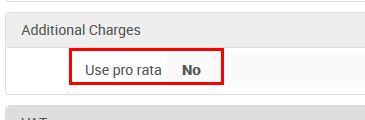 Additional Charges
Use pro rata No